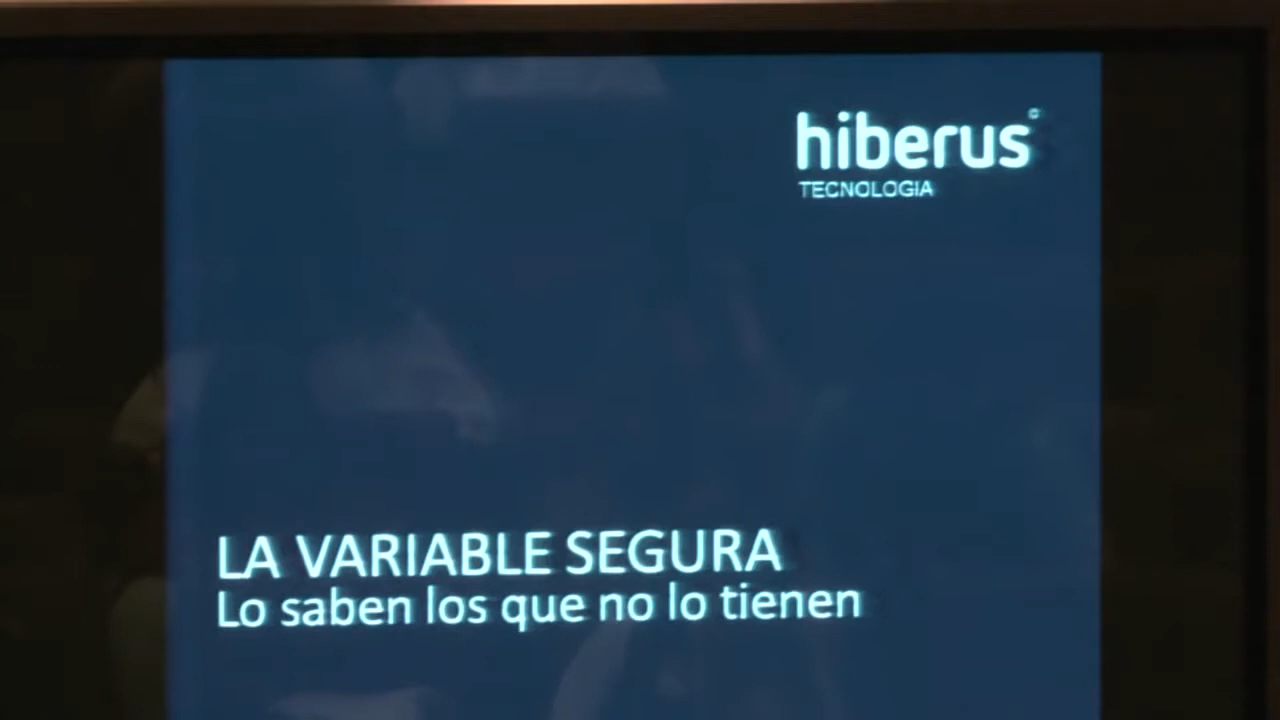 hiberus
TECNOLOGIA
LA VARIABLE SEGURA
Lo saben los que no lo tienen